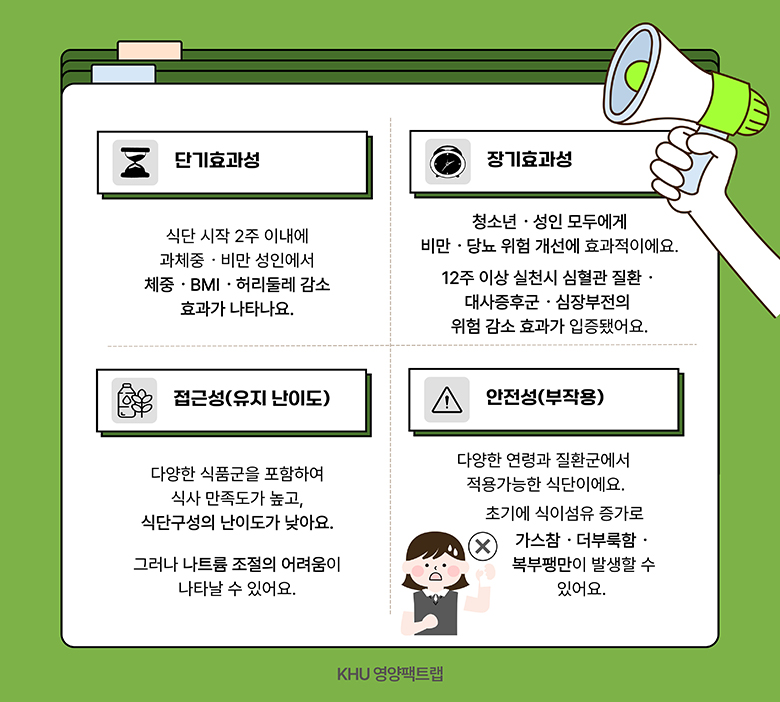 단기효과성
식단 시작 2주 이내에
과체중·비만 성인에서
체중·BMI·허리둘레 감소
효과가 나타나요.
장기효과성
청소년·성인 모두에게
비만·당뇨 위험 개선에 효과적이에요.
12주 이상 실천시 심혈관 질환·
대사증후군·심장부전의
위험 감소 효과가 입증됐어요.
접근성(유지 난이도)
다양한 식품군을 포함하여
식사 만족도가 높고,
식단구성의 난이도가 낮아요.
그러나 나트륨 조절의 어려움이
나타날 수 있어요.
안전성(부작용)
다양한 연령과 질환군에서
적용가능한 식단이에요.
초기에 식이섬유 증가로
가스참·더부룩함·
복부팽만이 발생할 수
있어요.
KHU 영양팩트랩